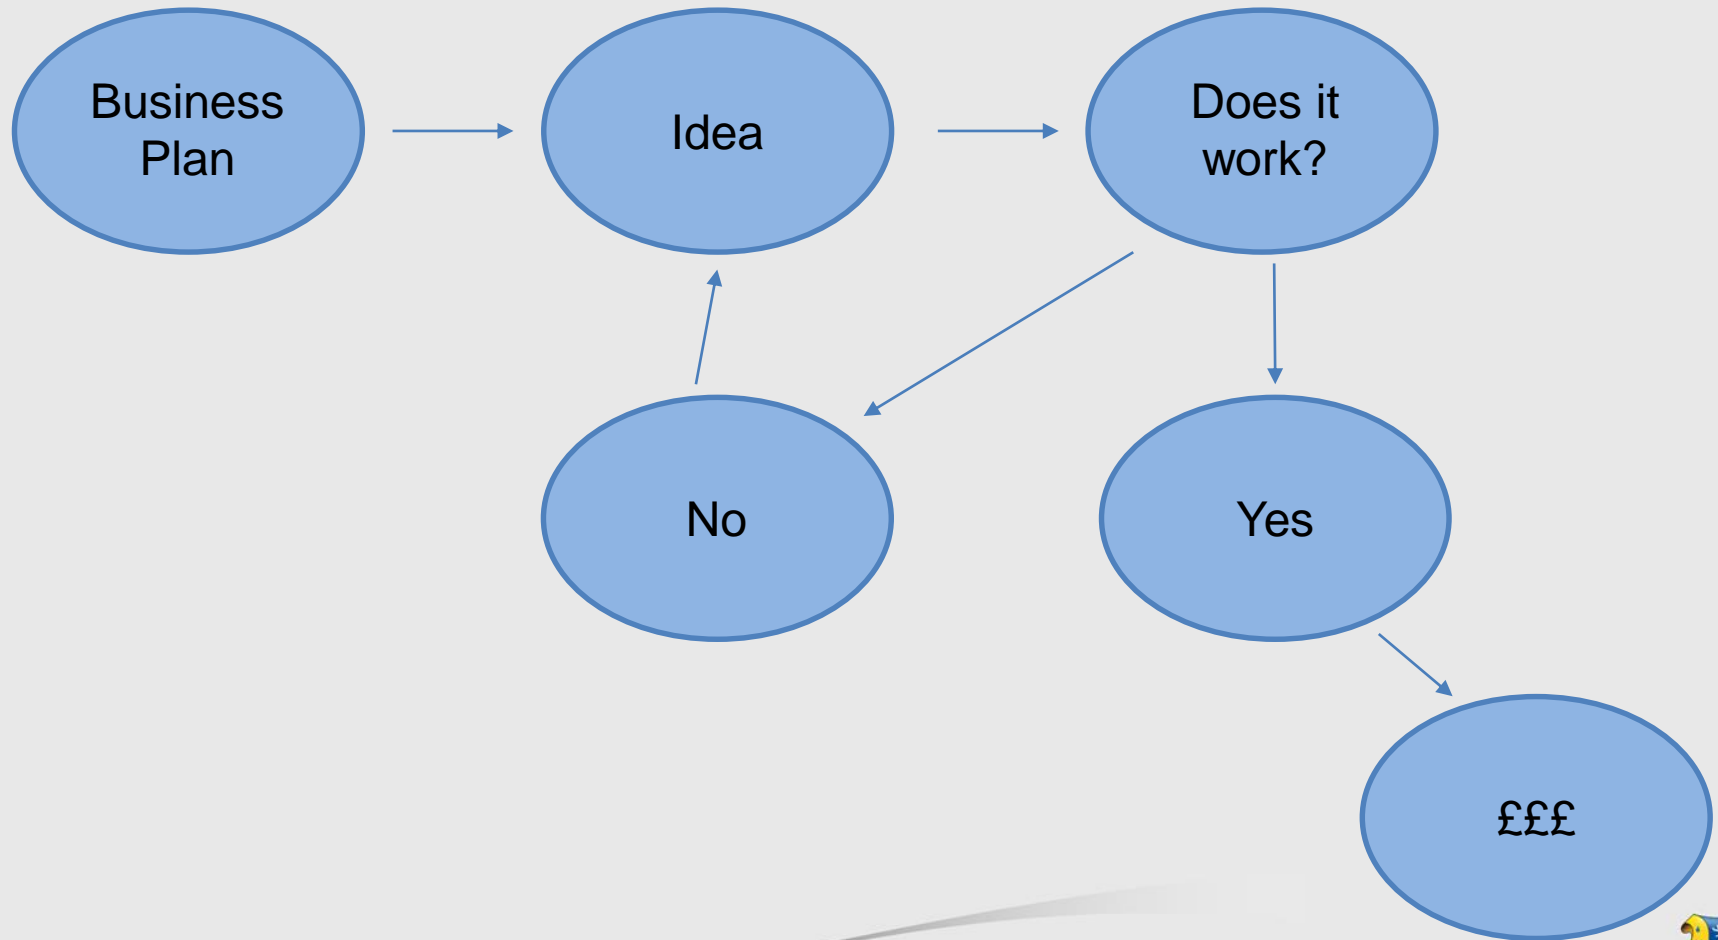 Business
Plan
Idea
Does it
work?
No
Yes
£££